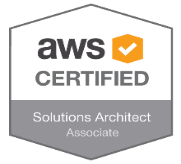 aws
CERTIFIED
Solutions Architect
Associate